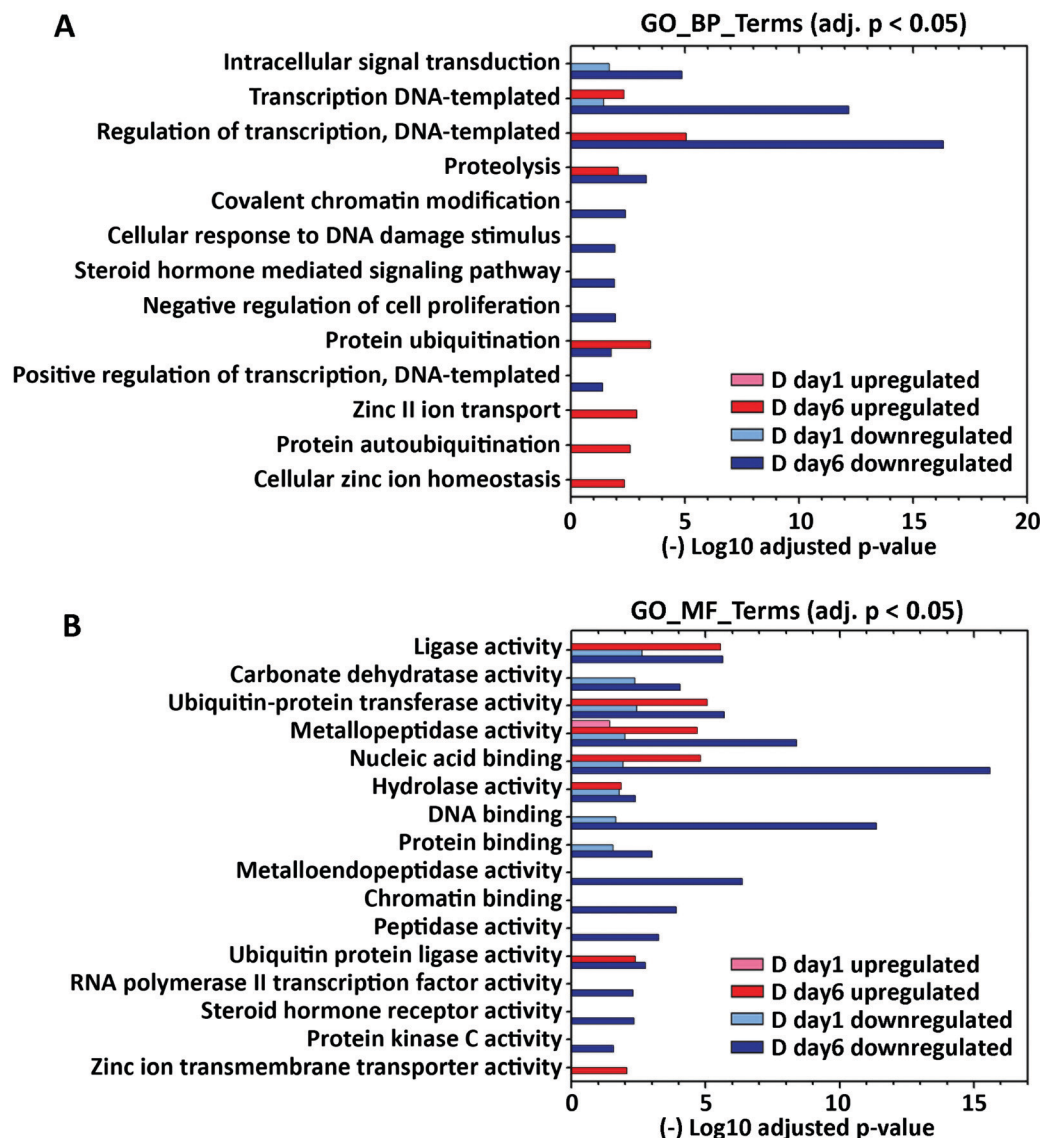 A
GO_BP_Terms (adj. p < 0.05)
Intracellular signal transduction
Transcription DNA-templated
Regulation of transcription, DNA-templated
Proteolysis
Covalent chromatin modification
Cellular response to DNA damage stimulus
Steroid hormone mediated signaling pathway
Negative regulation of cell proliferation
Protein ubiquitination
Positive regulation of transcription, DNA-templated
Zinc II ion transport
Protein autoubiquitination
Cellular zinc ion homeostasis
D day1 upregulated
D day6 upregulated
D day1 downregulated
D day6 downregulated
0 5 10 15 20
(-) Log10 adjusted p-value
B
GO_MF_Terms (adj. p < 0.05)
Ligase activity
Carbonate dehydratase activity
Ubiquitin-protein transferase activity
Metallopeptidase activity
Nucleic acid binding
Hydrolase activity
DNA binding
Protein binding
Metalloendopeptidase activity
Chromatin binding
Peptidase activity
Ubiquitin protein ligase activity
RNA polymerase II transcription factor activity
Steroid hormone receptor activity
Protein kinase C activity
Zinc ion transmembrane transporter activity
D day1 upregulated
D day6 upregulated
D day1 downregulated
D day6 downregulated
0 5 10 15
(-) Log10 adjusted p-value